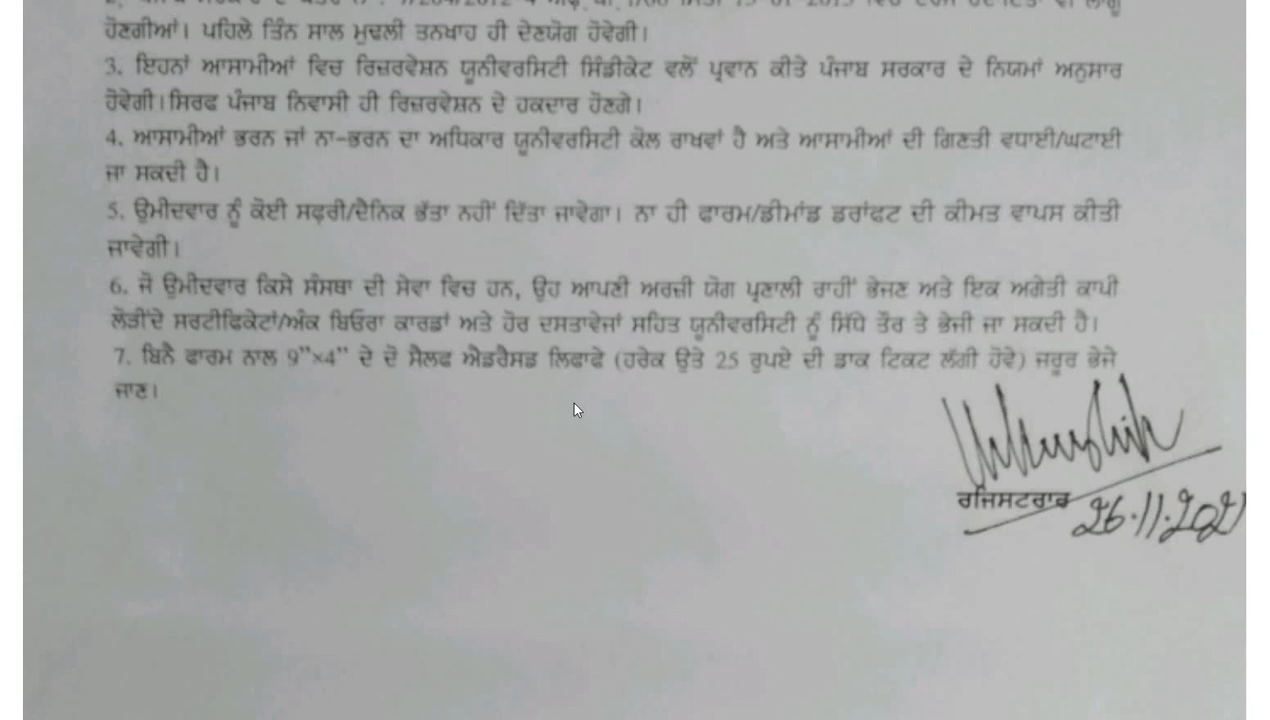 ਹੋਣਗੀਆਂ। ਪਹਿਲੇ ਤਿੰਨ ਸਾਲ ਮੁਢਲੀ ਤਨਖਾਹ ਹੀ ਦੇਣਯੋਗ ਹੋਵੇਗੀ।
3. ਇਹਨਾਂ ਆਸਾਮੀਆਂ ਵਿਚ ਰਿਜ਼ਰਵੇਸ਼ਨ ਯੂਨੀਵਰਸਿਟੀ ਸਿੰਡੀਕੇਟ ਵਲੋਂ ਪ੍ਰਵਾਨ ਕੀਤੇ ਪੰਜਾਬ ਸਰਕਾਰ ਦੇ ਨਿਯਮਾਂ ਅਨੁਸਾਰ
ਹੋਵੇਗੀ।ਸਿਰਫ ਪੰਜਾਬ ਨਿਵਾਸੀ ਹੀ ਰਿਜ਼ਰਵੇਸ਼ਨ ਦੇ ਹਕਦਾਰ ਹੋਣਗੇ।
4. ਆਸਾਮੀਆਂ ਭਰਨ ਜਾਂ ਨਾ-ਭਰਨ ਦਾ ਅਧਿਕਾਰ ਯੂਨੀਵਰਸਿਟੀ ਕੋਲ ਰਾਖਵਾਂ ਹੈ ਅਤੇ ਆਸਾਮੀਆਂ ਦੀ ਗਿਣਤੀ ਵਧਾਈ/ਘਟਾਈ
ਜਾ ਸਕਦੀ ਹੈ।
5. ਉਮੀਦਵਾਰ ਨੂੰ ਕੋਈ ਸਫ਼ਰੀ/ਦੈਨਿਕ ਭੱਤਾ ਨਹੀਂ ਦਿੱਤਾ ਜਾਵੇਗਾ। ਨਾ ਹੀ ਫਾਰਮ/ਡੀਮਾਂਡ ਡਰਾਂਫਟ ਦੀ ਕੀਮਤ ਵਾਪਸ ਕੀਤੀ
ਜਾਵੇਗੀ।
6. ਜੋ ਉਮੀਦਵਾਰ ਕਿਸੇ ਸੰਸਥਾ ਦੀ ਸੇਵਾ ਵਿਚ ਹਨ, ਉਹ ਆਪਣੀ ਅਰਜ਼ੀ ਯੋਗ ਪ੍ਰਣਾਲੀ ਰਾਹੀਂ ਭੇਜਣ ਅਤੇ ਇਕ ਅਗੇਤੀ ਕਾਪੀ
ਲੋੜੀਂਦੇ ਸਰਟੀਫਿਕੇਟਾਂ/ਅੰਕ ਬਿਓਰਾ ਕਾਰਡਾਂ ਅਤੇ ਹੋਰ ਦਸਤਾਵੇਜਾਂ ਸਹਿਤ ਯੂਨੀਵਰਸਿਟੀ ਨੂੰ ਸਿੱਧੇ ਤੌਰ ਤੇ ਭੇਜੀ ਜਾ ਸਕਦੀ ਹੈ।
7. ਬਿਨੈ ਫਾਰਮ ਨਾਲ 9"×4" ਦੇ ਦੋ ਸੈਲਫ ਐਡਰੈਸਡ ਲਿਫਾਫੇ (ਹਰੇਕ ਉਤੇ 25 ਰੁਪਏ ਦੀ ਡਾਕ ਟਿਕਟ ਲੱਗੀ ਹੋਵੇ) ਜਰੂਰ ਭੇਜੇ
ਜਾਣ।
ਰਜਿਸਟਰਾਰ 26.11.2021